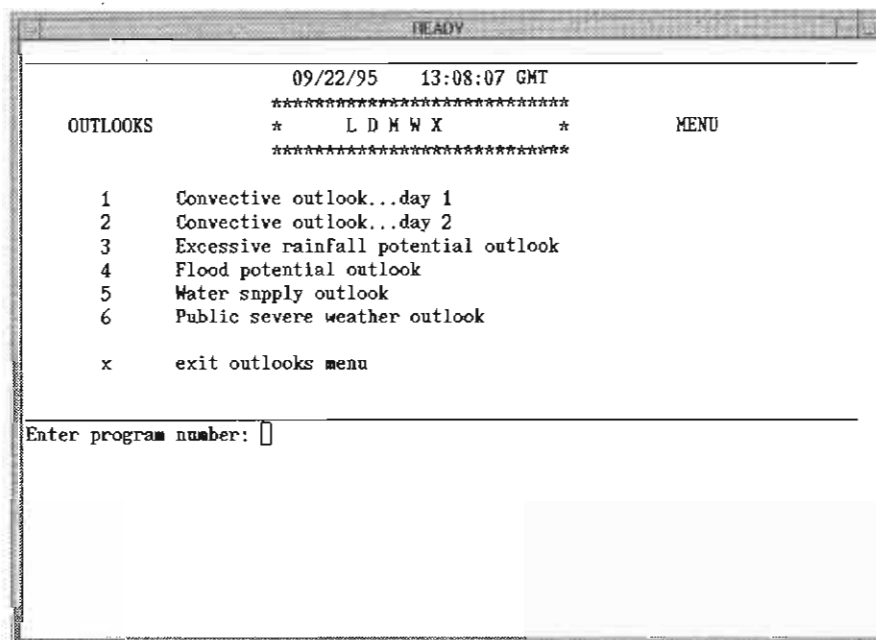 READY
09/22/95 13:08:07 GMT
****************************
OUTLOOKS * L D M W X * MENU
****************************
1 Convective outlook...day 1
2 Convective outlook...day 2
3 Excessive rainfall potential outlook
4 Flood potential outlook
5 Water snpply outlook
6 Public severe weather outlook
x exit outlooks menu
Enter program number: